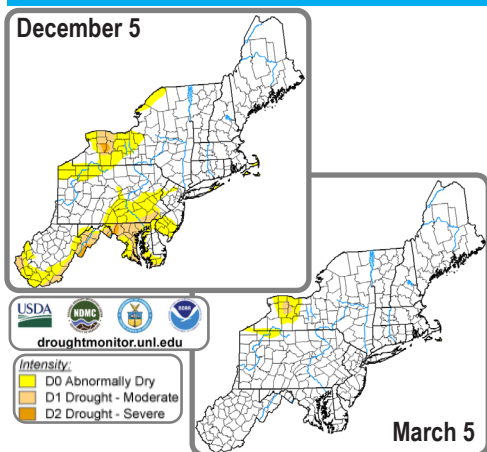 December 5
USDA
NDMC
NOAA
droughtmonitor.unl.edu
Intensity:
D0 Abnormally Dry
D1 Drought - Moderate
D2 Drought - Severe
March 5